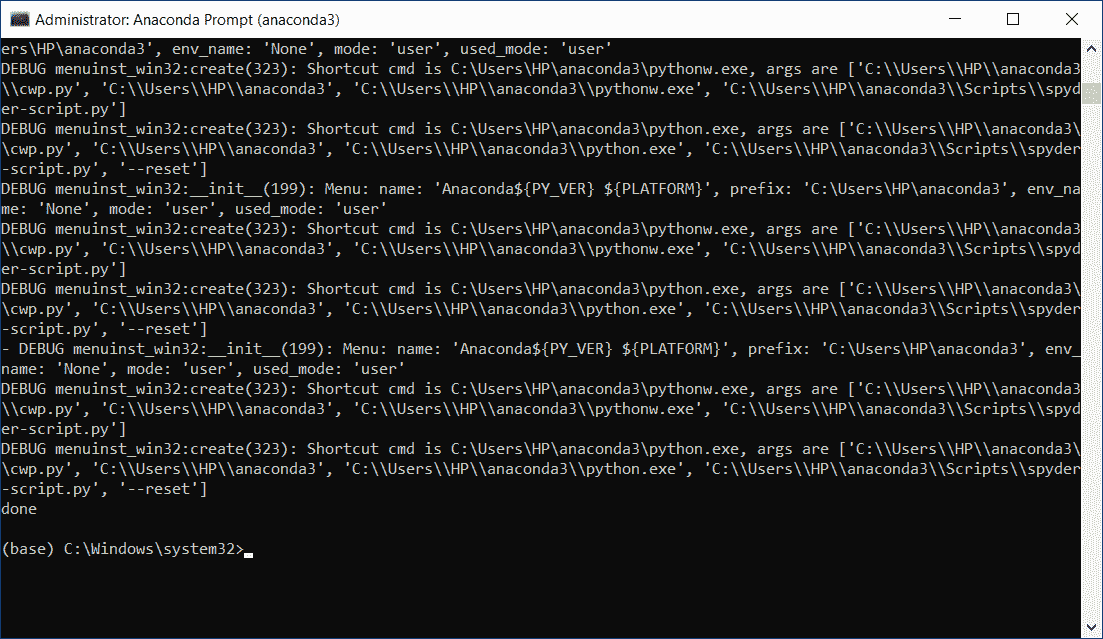 Administrator: Anaconda Prompt (anaconda3)
ers\HP\anaconda3', env_name: 'None', mode: 'user', used_mode: 'user'
DEBUG menuinst_win32:create(323): Shortcut cmd is C:\Users\HP\anaconda3\pythonw.exe, args are ['C:\\Users\\HP\\anaconda3
\\cwp.py', 'C:\\Users\\HP\\anaconda3', 'C:\\Users\\HP\\anaconda3\\pythonw.exe', 'C:\\Users\\HP\\anaconda3\\Scripts\\spyd
er-script.py']
DEBUG menuinst_win32:create(323): Shortcut cmd is C:\Users\HP\anaconda3\python.exe, args are ['C:\\Users\\HP\\anaconda3\
\cwp.py', 'C:\\Users\\HP\\anaconda3', 'C:\\Users\\HP\\anaconda3\\python.exe', 'C:\\Users\\HP\\anaconda3\\Scripts\\spyder
-script.py', '--reset']
DEBUG menuinst_win32:__init__(199): Menu: name: 'Anaconda${PY_VER} ${PLATFORM}', prefix: 'C:\Users\HP\anaconda3', env_na
me: 'None', mode: 'user', used_mode: 'user'
DEBUG menuinst_win32:create(323): Shortcut cmd is C:\Users\HP\anaconda3\pythonw.exe, args are ['C:\\Users\\HP\\anaconda3
\\cwp.py', 'C:\\Users\\HP\\anaconda3', 'C:\\Users\\HP\\anaconda3\\pythonw.exe', 'C:\\Users\\HP\\anaconda3\\Scripts\\spyd
er-script.py']
DEBUG menuinst_win32:create(323): Shortcut cmd is C:\Users\HP\anaconda3\python.exe, args are ['C:\\Users\\HP\\anaconda3\
\cwp.py', 'C:\\Users\\HP\\anaconda3', 'C:\\Users\\HP\\anaconda3\\python.exe', 'C:\\Users\\HP\\anaconda3\\Scripts\\spyder
-script.py', '--reset']
- DEBUG menuinst_win32:__init__(199): Menu: name: 'Anaconda${PY_VER} ${PLATFORM}', prefix: 'C:\Users\HP\anaconda3', env_
name: 'None', mode: 'user', used_mode: 'user'
DEBUG menuinst_win32:create(323): Shortcut cmd is C:\Users\HP\anaconda3\pythonw.exe, args are ['C:\\Users\\HP\\anaconda3
\\cwp.py', 'C:\\Users\\HP\\anaconda3', 'C:\\Users\\HP\\anaconda3\\pythonw.exe', 'C:\\Users\\HP\\anaconda3\\Scripts\\spyd
er-script.py']
DEBUG menuinst_win32:create(323): Shortcut cmd is C:\Users\HP\anaconda3\python.exe, args are ['C:\\Users\\HP\\anaconda3\
\cwp.py', 'C:\\Users\\HP\\anaconda3', 'C:\\Users\\HP\\anaconda3\\python.exe', 'C:\\Users\\HP\\anaconda3\\Scripts\\spyder
-script.py', '--reset']
done
(base) C:\Windows\system32>